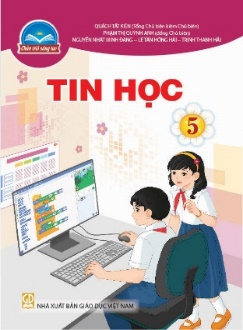 Chân trời sáng tạo
QUÁCH TẤT KIÊN (Tổng Chủ biên kiêm Chủ biên)
PHẠM THỊ QUỲNH ANH (đồng Chủ biên)
NGUYỄN NHẬT MINH ĐĂNG – LÊ TẤN HỒNG HẢI – TRỊNH THANH HẢI
TIN HỌC
5
NHÀ XUẤT BẢN GIÁO DỤC VIỆT NAM